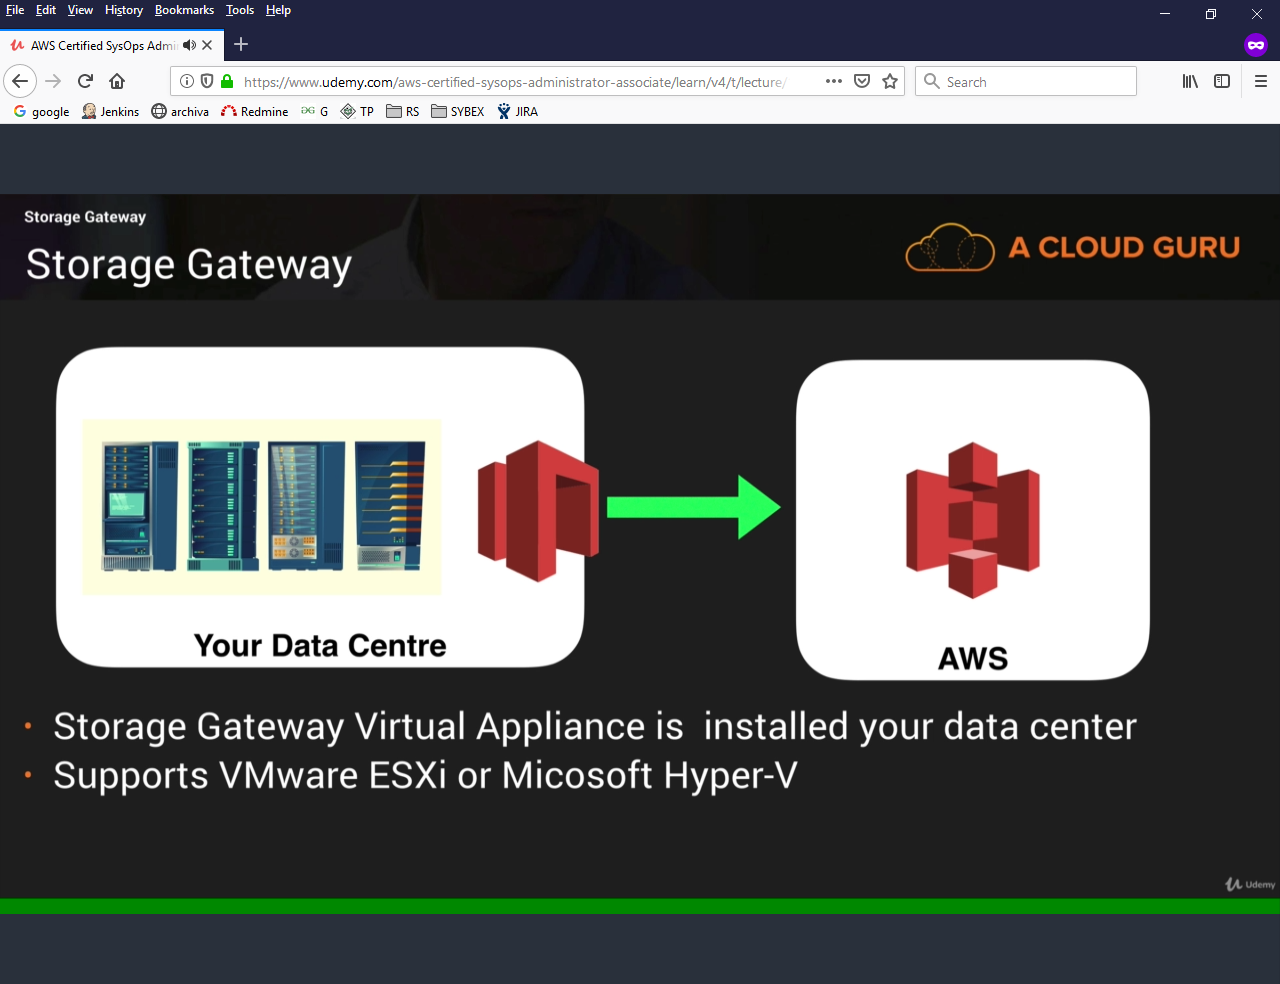 File Edit View History Bookmarks Tools Help
AWS Certified SysOps Admi
https://www.udemy.com/aws-certified-sysops-administrator-associate/learn/v4/t/lecture/
Search
google Jenkins archiva Redmine G TP RS SYBEX JIRA
Storage Gateway
Storage Gateway
A CLOUD GURU
Your Data Centre
AWS
• Storage Gateway Virtual Appliance is  installed your data center
• Supports VMware ESXi or Micosoft Hyper-V
Udemy